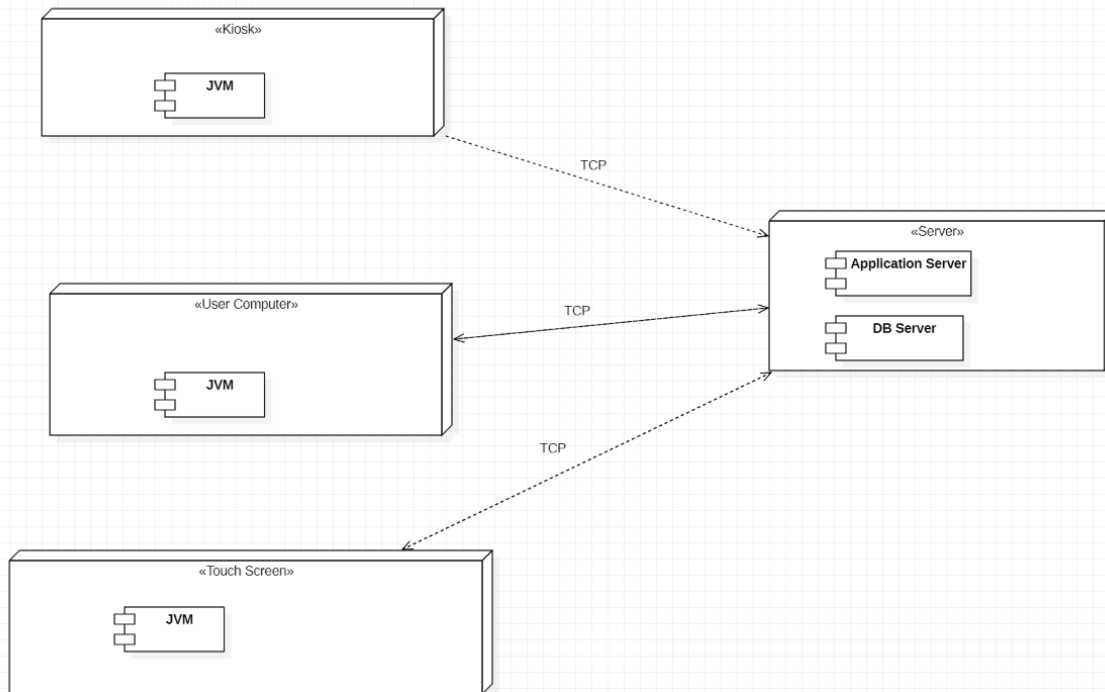 «Kiosk»
JVM
TCP
«Server»
Application Server
DB Server
«User Computer»
JVM
TCP
TCP
«Touch Screen»
JVM